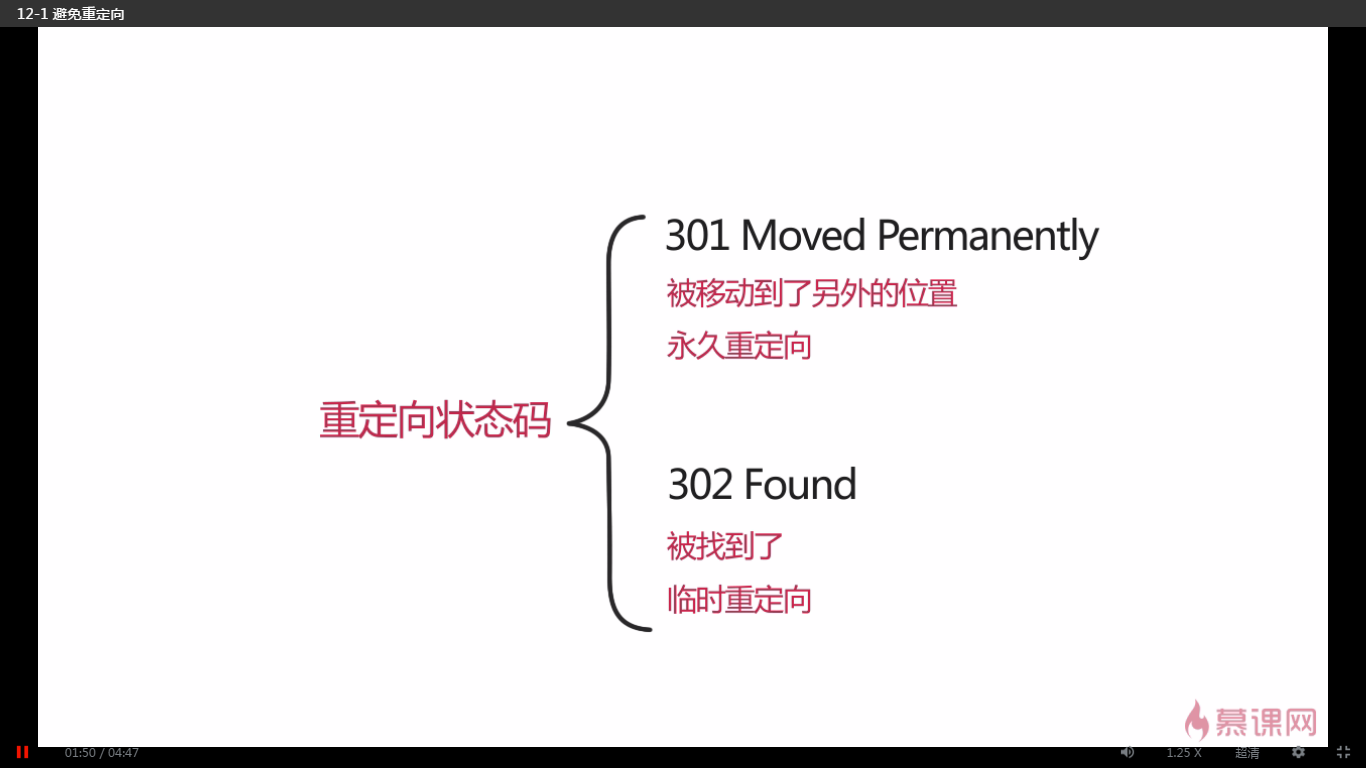 12-1 避免重定向
301 Moved Permanently
被移动到了另外的位置
永久重定向
重定向状态码
302 Found
被找到了
临时重定向
慕课网
01:50 / 04:47
1.25 X
超清